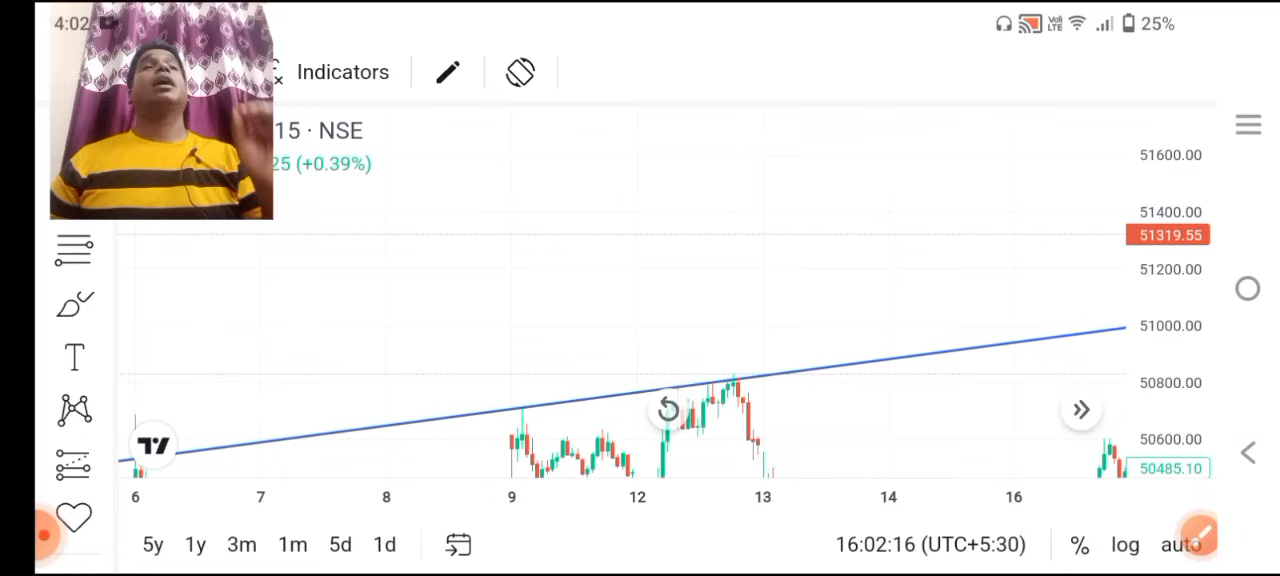 4:02
Vo) LTE
25%
Indicators
15 · NSE
25 (+0.39%)
51600.00
51400.00
51319.55
51200.00
51000.00
50800.00
50600.00
50485.10
6 7 8 9 12 13 14 16
5y 1y 3m 1m 5d 1d
16:02:16 (UTC+5:30)
% log auto